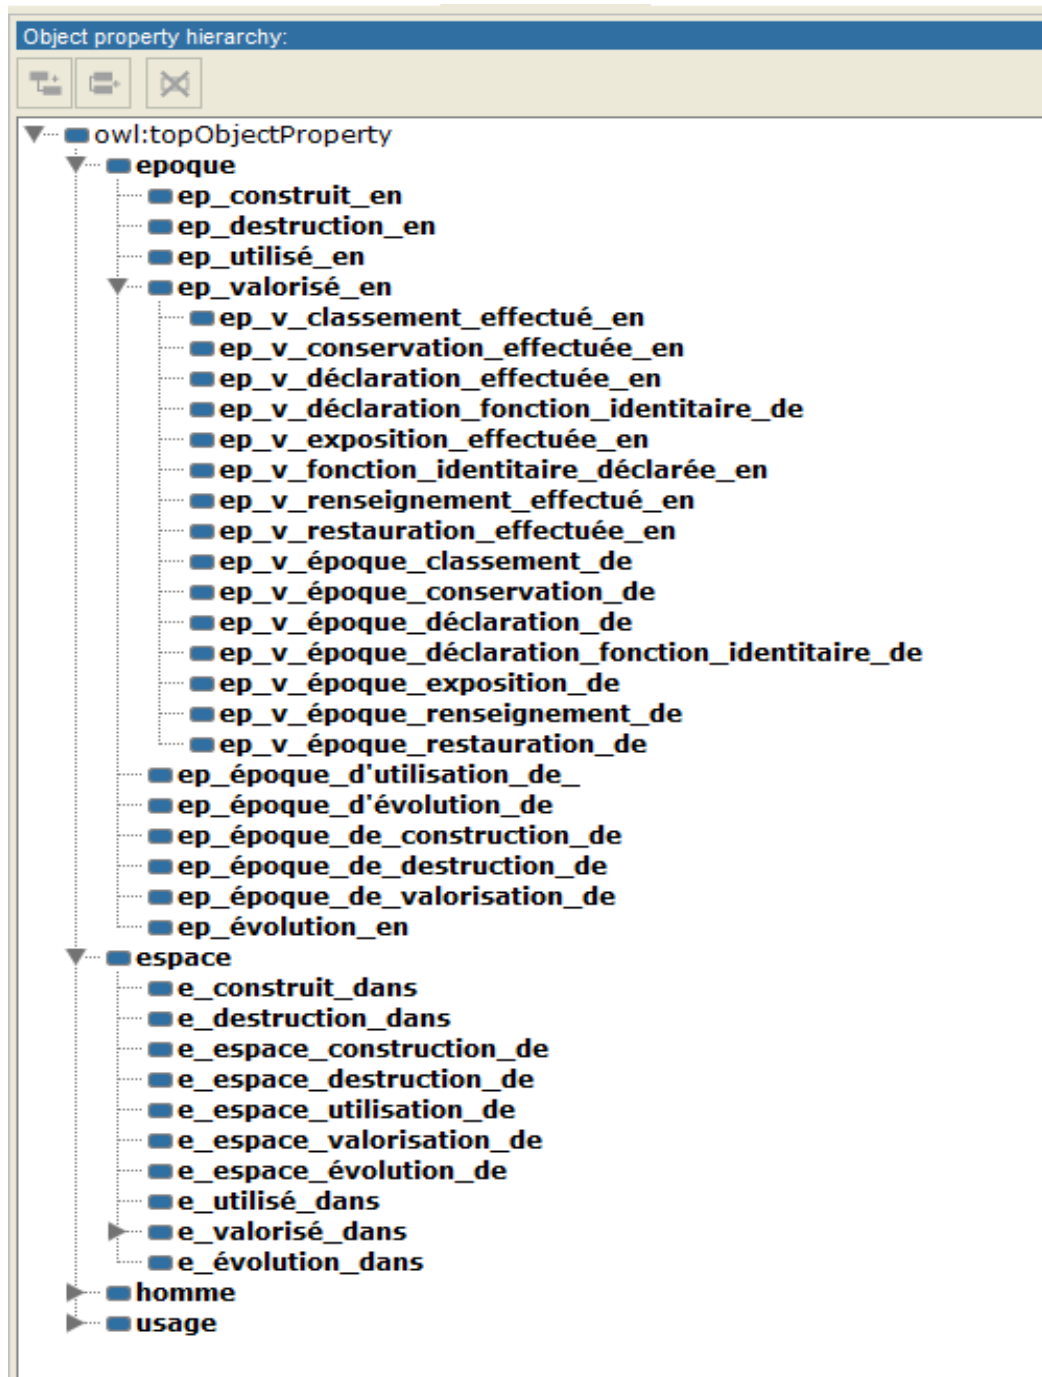 Object property hierarchy:
owl:topObjectProperty
epoque
ep_construit_en
ep_destruction_en
ep_utilisé_en
ep_valorisé_en
ep_v_classement_effectué_en
ep_v_conservation_effectuée_en
ep_v_déclaration_effectuée_en
ep_v_déclaration_fonction_identitaire_de
ep_v_exposition_effectuée_en
ep_v_fonction_identitaire_déclarée_en
ep_v_renseignement_effectué_en
ep_v_restauration_effectuée_en
ep_v_époque_classement_de
ep_v_époque_conservation_de
ep_v_époque_déclaration_de
ep_v_époque_déclaration_fonction_identitaire_de
ep_v_époque_exposition_de
ep_v_époque_renseignement_de
ep_v_époque_restauration_de
ep_époque_d'utilisation_de_
ep_époque_d'évolution_de
ep_époque_de_construction_de
ep_époque_de_destruction_de
ep_époque_de_valorisation_de
ep_évolution_en
espace
e_construit_dans
e_destruction_dans
e_espace_construction_de
e_espace_destruction_de
e_espace_utilisation_de
e_espace_valorisation_de
e_espace_évolution_de
e_utilisé_dans
e_valorisé_dans
e_évolution_dans
homme
usage